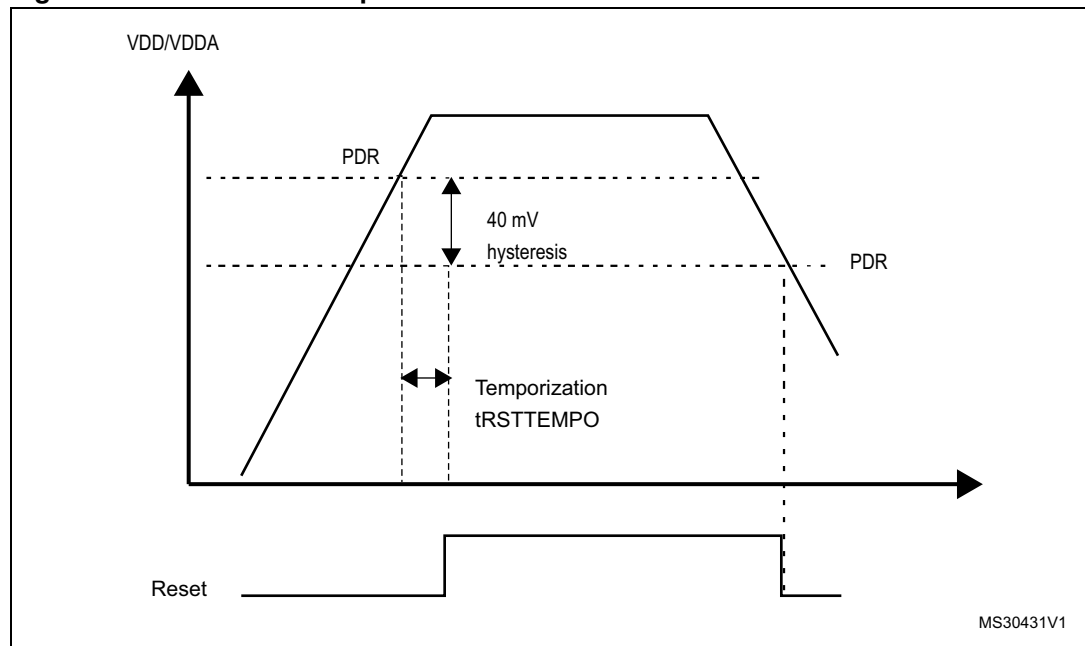 VDD/VDDA
PDR
40 mV
hysteresis
PDR
Temporization
tRSTTEMPO
Reset
MS30431V1